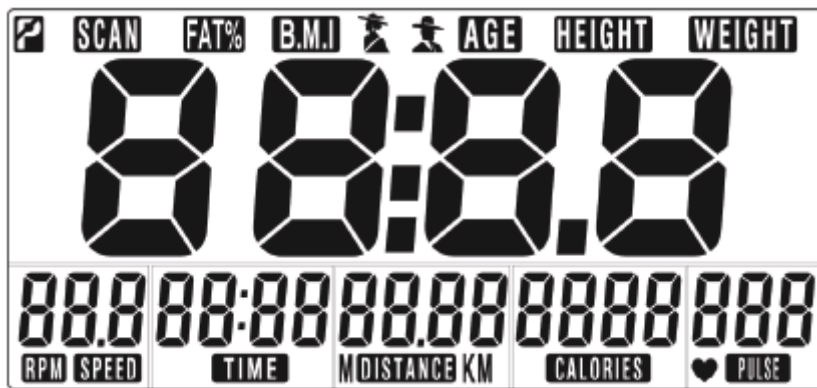 SCAN FAT% B.M.I AGE HEIGHT WEIGHT
88:8.8
88.8 88:88 88.88 8888 888
RPM SPEED TIME M DISTANCE KM CALORIES PULSE